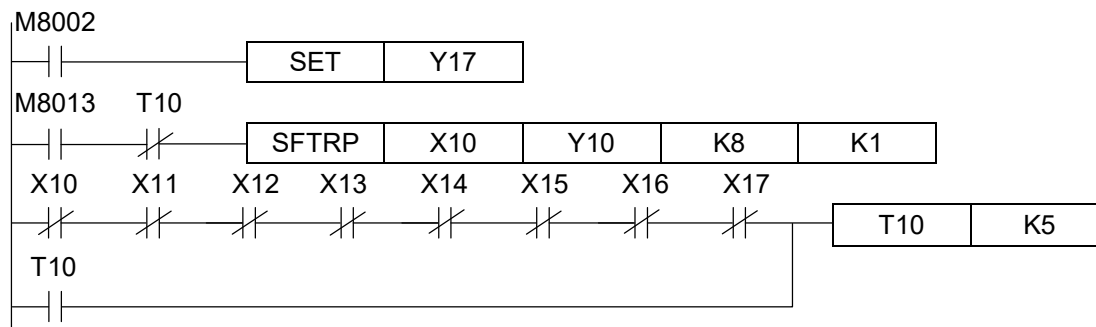 M8002
SET Y17
M8013 T10
SFTRP X10 Y10 K8 K1
X10 X11 X12 X13 X14 X15 X16 X17
T10 K5
T10